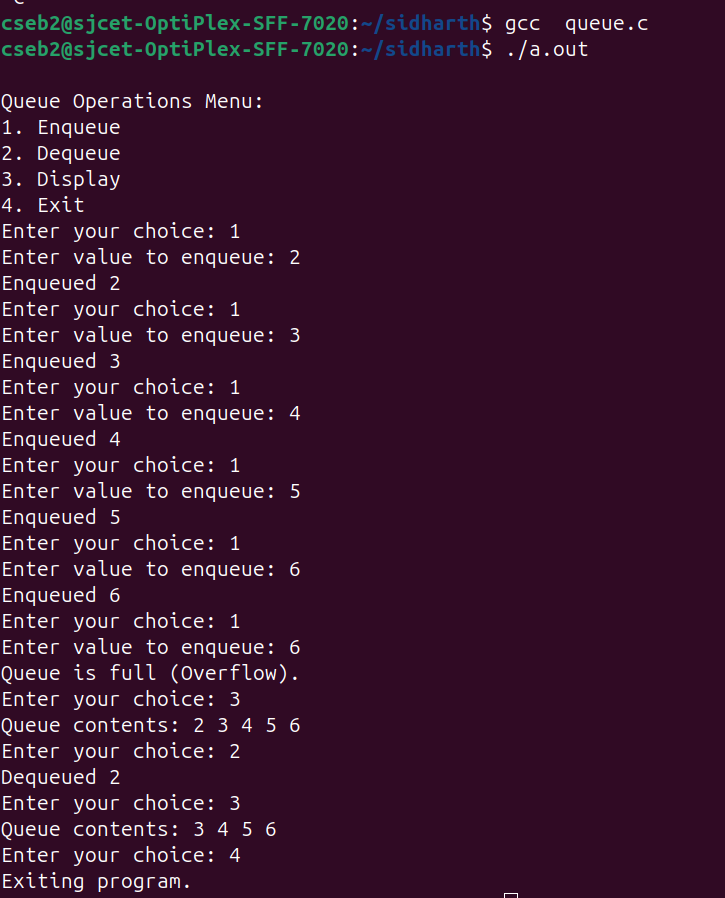 cseb2@sjcet-OptiPlex-SFF-7020:~/sidharth$ gcc  queue.c
cseb2@sjcet-OptiPlex-SFF-7020:~/sidharth$ ./a.out
Queue Operations Menu:
1. Enqueue
2. Dequeue
3. Display
4. Exit
Enter your choice: 1
Enter value to enqueue: 2
Enqueued 2
Enter your choice: 1
Enter value to enqueue: 3
Enqueued 3
Enter your choice: 1
Enter value to enqueue: 4
Enqueued 4
Enter your choice: 1
Enter value to enqueue: 5
Enqueued 5
Enter your choice: 1
Enter value to enqueue: 6
Enqueued 6
Enter your choice: 1
Enter value to enqueue: 6
Queue is full (Overflow).
Enter your choice: 3
Queue contents: 2 3 4 5 6
Enter your choice: 2
Dequeued 2
Enter your choice: 3
Queue contents: 3 4 5 6
Enter your choice: 4
Exiting program.